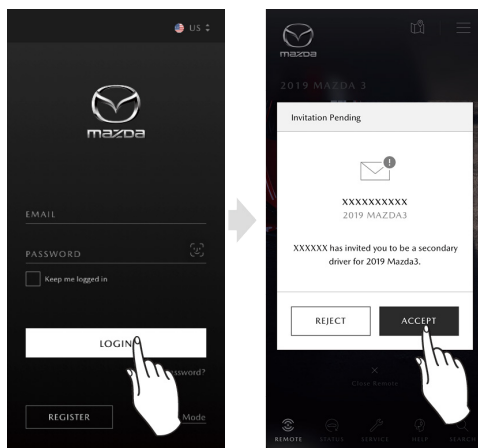 US
mazda
EMAIL
PASSWORD
Keep me logged in
LOGIN
ssword?
REGISTER
Mode
mazda
2019 MAZDA 3
Invitation Pending
!
XXXXXXXXXX
2019 MAZDA3
XXXXXX has invited you to be a secondary
driver for 2019 Mazda3.
REJECT
ACCEPT
Close Remote
REMOTE STATUS SERVICE HELP SEARCH